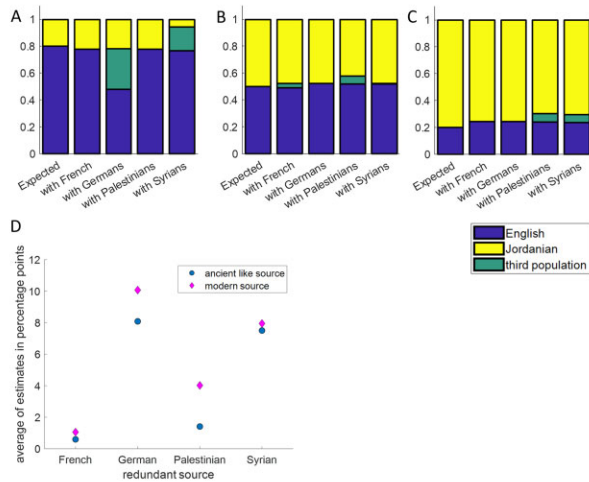 A
1
0.8
0.6
0.4
0.2
0
Expected
with French
with Germans
with Palestinians
with Syrians
B
1
0.8
0.6
0.4
0.2
0
Expected
with French
with Germans
with Palestinians
with Syrians
C
1
0.8
0.6
0.4
0.2
0
Expected
with French
with Germans
with Palestinians
with Syrians
English
Jordanian
third population
D
average of estimates in percentage points
12
10
8
6
4
2
0
ancient like source
modern source
French
German
Palestinian
Syrian
redundant source